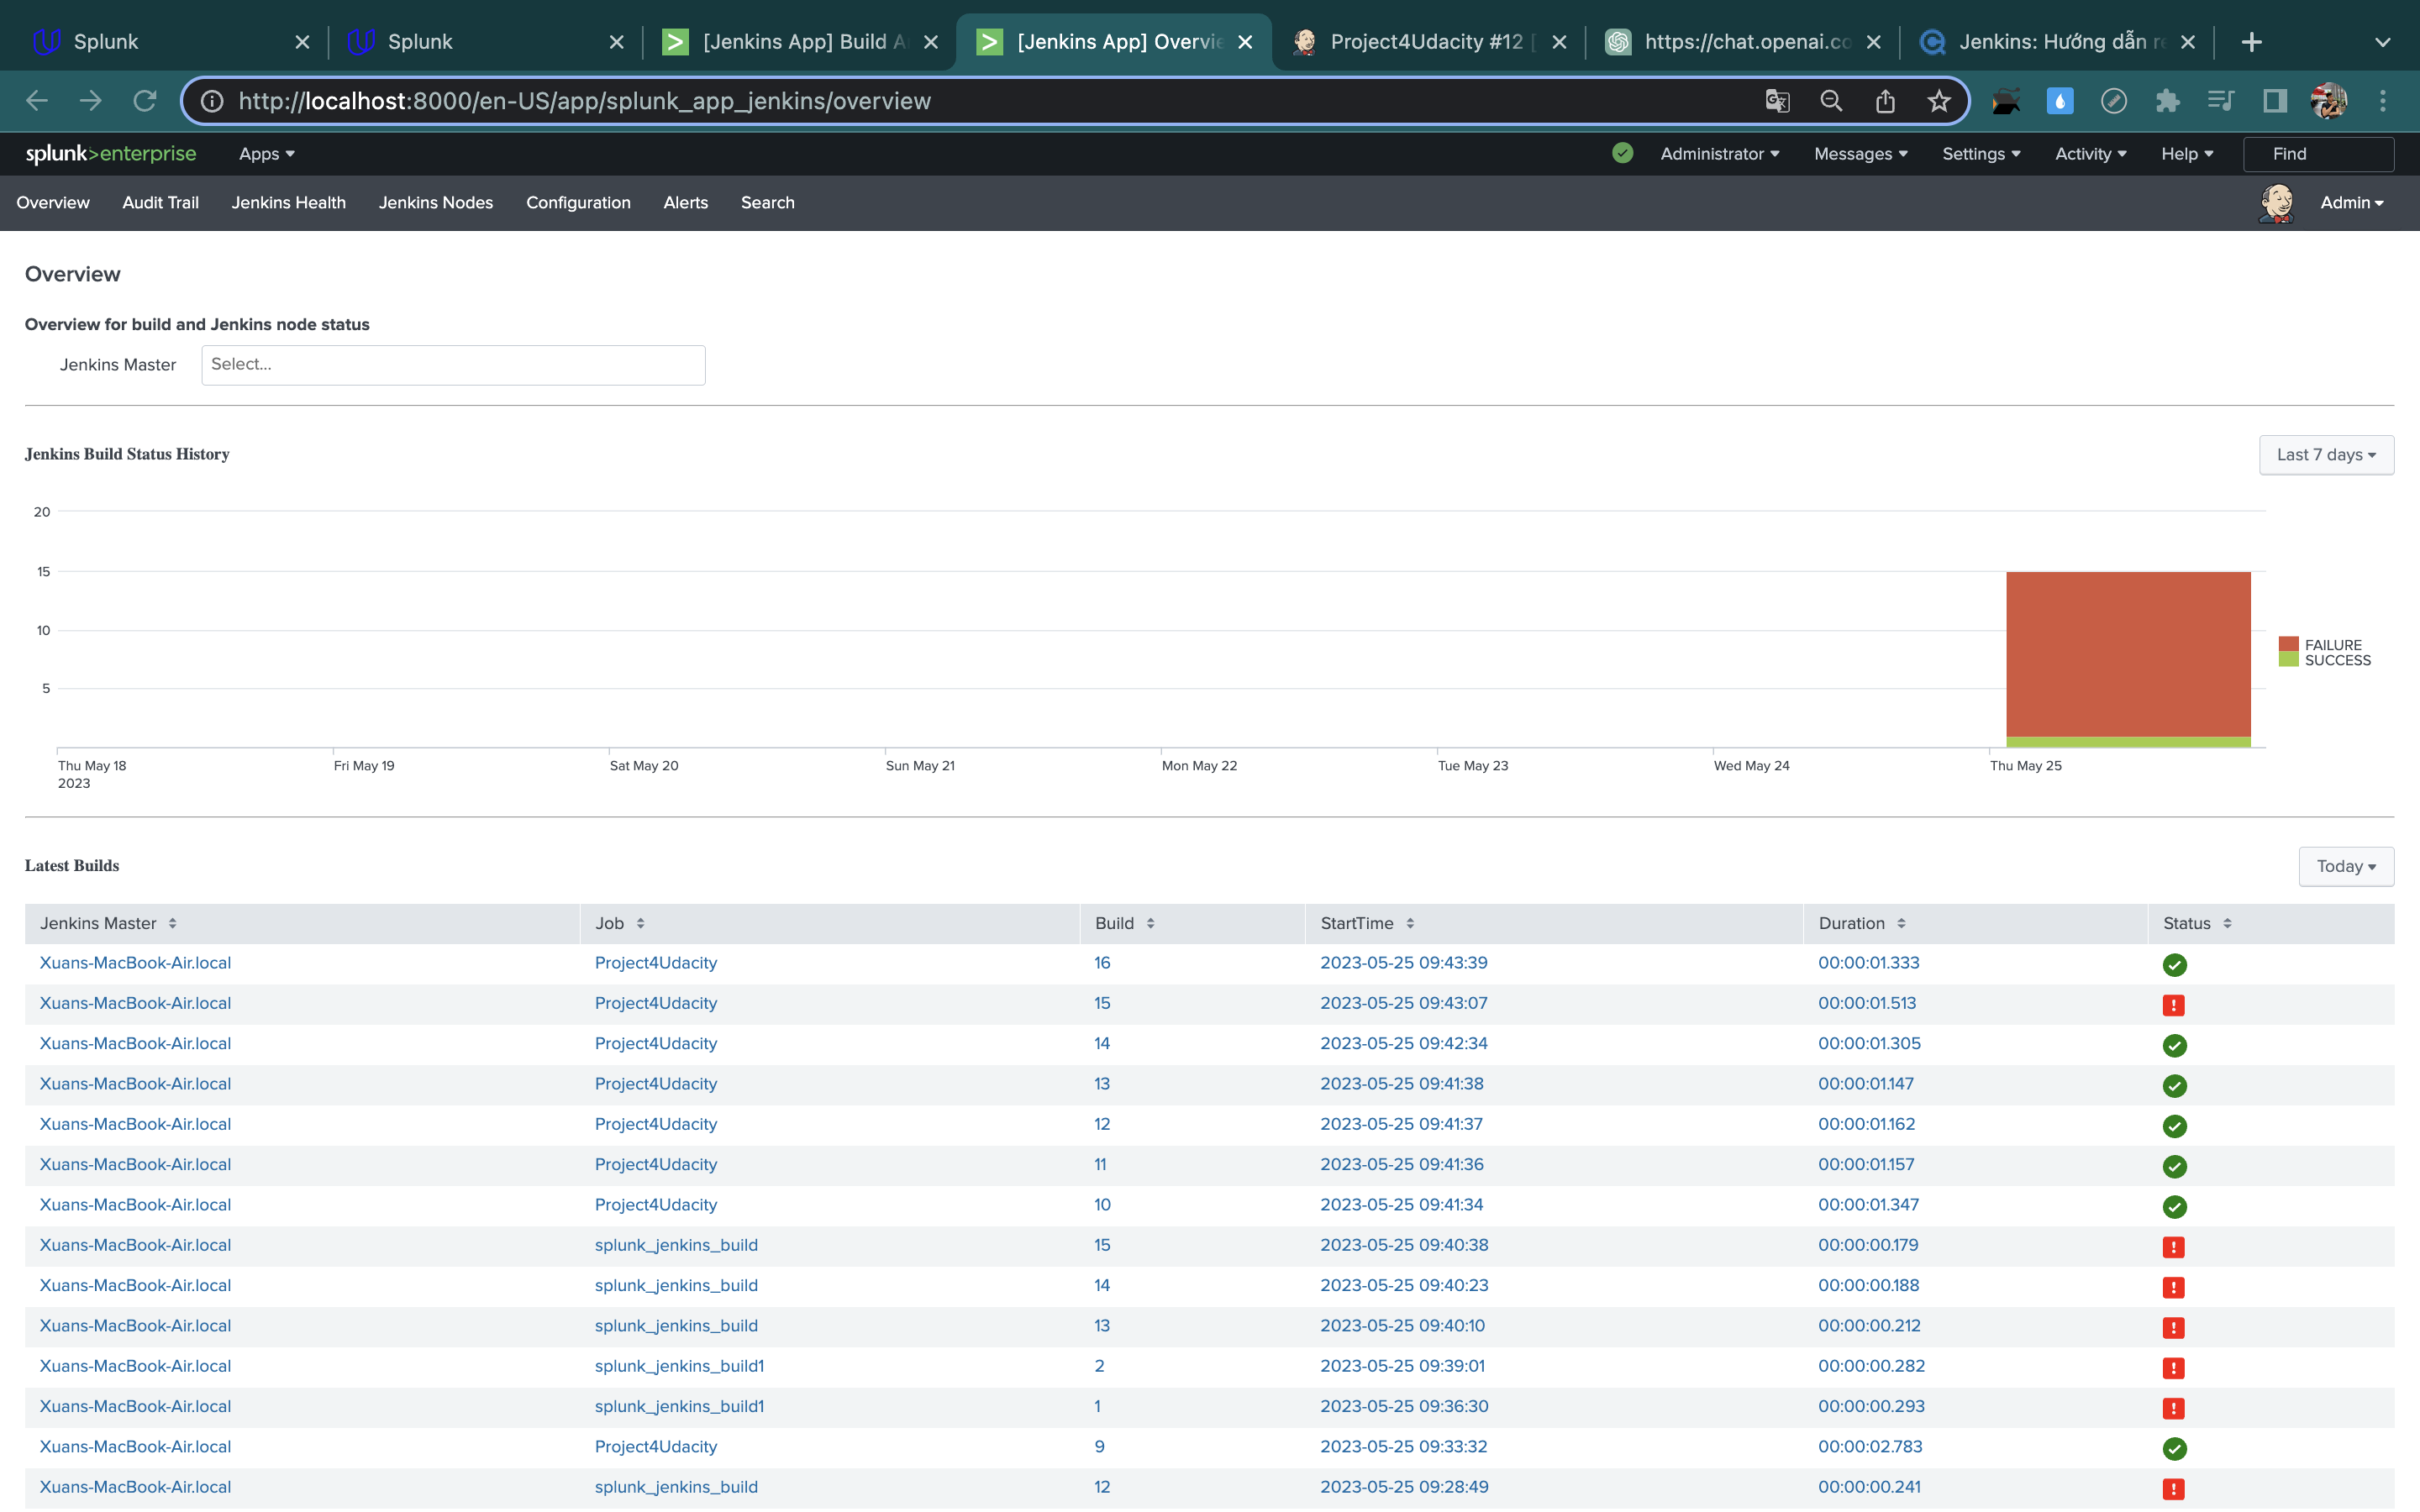 Splunk
Splunk
[Jenkins App] Build A
[Jenkins App] Overvie
Project4Udacity #12 [
https://chat.openai.co
Jenkins: Hướng dẫn re
http://localhost:8000/en-US/app/splunk_app_jenkins/overview
splunk>enterprise Apps Administrator Messages Settings Activity Help Find
Overview Audit Trail Jenkins Health Jenkins Nodes Configuration Alerts Search Admin
Overview
Overview for build and Jenkins node status
Jenkins Master Select...
Jenkins Build Status History Last 7 days
20
15
10
5
FAILURE
SUCCESS
Thu May 18 Fri May 19 Sat May 20 Sun May 21 Mon May 22 Tue May 23 Wed May 24 Thu May 25
2023
Latest Builds Today
Jenkins Master Job Build StartTime Duration Status
Xuans-MacBook-Air.local Project4Udacity 16 2023-05-25 09:43:39 00:00:01.333
Xuans-MacBook-Air.local Project4Udacity 15 2023-05-25 09:43:07 00:00:01.513
Xuans-MacBook-Air.local Project4Udacity 14 2023-05-25 09:42:34 00:00:01.305
Xuans-MacBook-Air.local Project4Udacity 13 2023-05-25 09:41:38 00:00:01.147
Xuans-MacBook-Air.local Project4Udacity 12 2023-05-25 09:41:37 00:00:01.162
Xuans-MacBook-Air.local Project4Udacity 11 2023-05-25 09:41:36 00:00:01.157
Xuans-MacBook-Air.local Project4Udacity 10 2023-05-25 09:41:34 00:00:01.347
Xuans-MacBook-Air.local splunk_jenkins_build 15 2023-05-25 09:40:38 00:00:00.179
Xuans-MacBook-Air.local splunk_jenkins_build 14 2023-05-25 09:40:23 00:00:00.188
Xuans-MacBook-Air.local splunk_jenkins_build 13 2023-05-25 09:40:10 00:00:00.212
Xuans-MacBook-Air.local splunk_jenkins_build1 2 2023-05-25 09:39:01 00:00:00.282
Xuans-MacBook-Air.local splunk_jenkins_build1 1 2023-05-25 09:36:30 00:00:00.293
Xuans-MacBook-Air.local Project4Udacity 9 2023-05-25 09:33:32 00:00:02.783
Xuans-MacBook-Air.local splunk_jenkins_build 12 2023-05-25 09:28:49 00:00:00.241